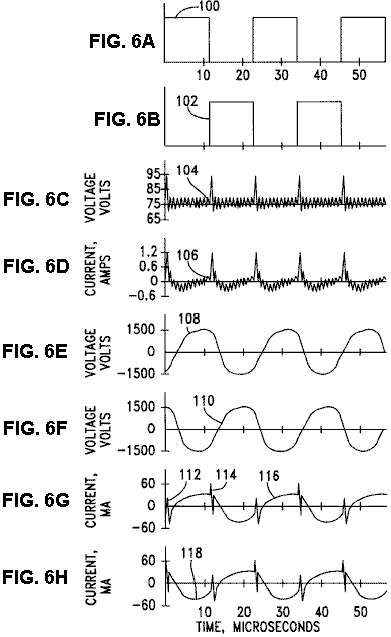 100
FIG. 6A
10 20 30 40 50
102
FIG. 6B
FIG. 6C
VOLTAGE
VOLTS
95
85
75
65
104
FIG. 6D
CURRENT,
AMPS
1.2
0.6
0
-0.6
106
FIG. 6E
VOLTAGE
VOLTS
1500
0
-1500
108
FIG. 6F
VOLTAGE
VOLTS
1500
0
-1500
110
FIG. 6G
CURRENT,
MA
60
0
-60
112
114
116
FIG. 6H
CURRENT,
MA
60
0
-60
118
10 20 30 40 50
TIME, MICROSECONDS